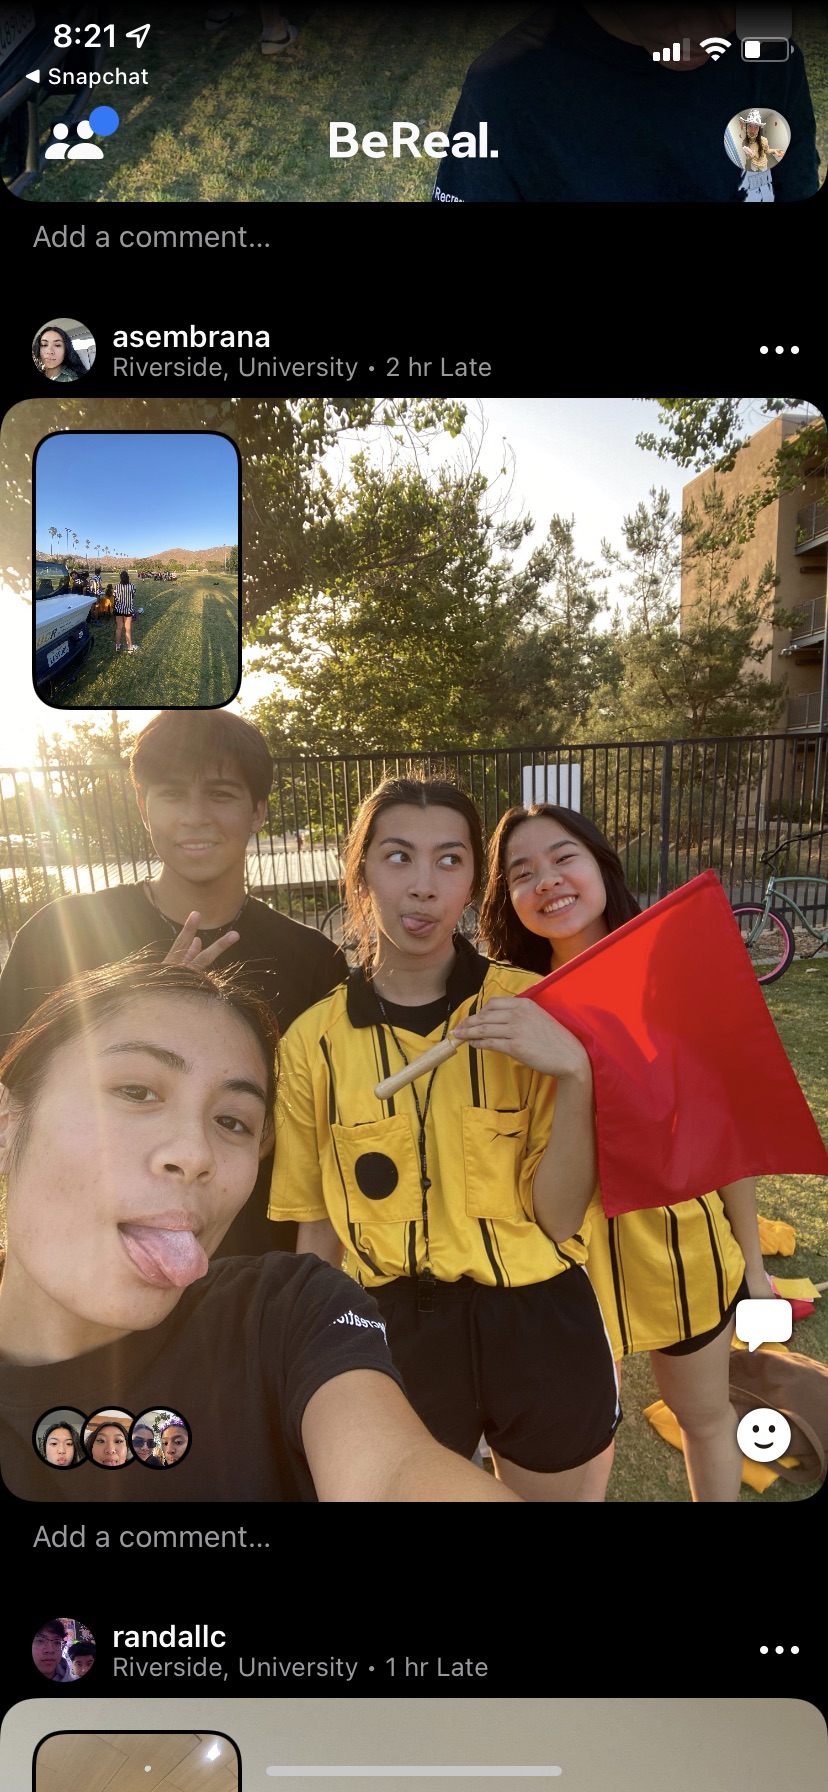 8:21
Snapchat
BeReal.
Recrea
Add a comment...
asembrana
Riverside, University • 2 hr Late
Add a comment...
randallc
Riverside, University • 1 hr Late